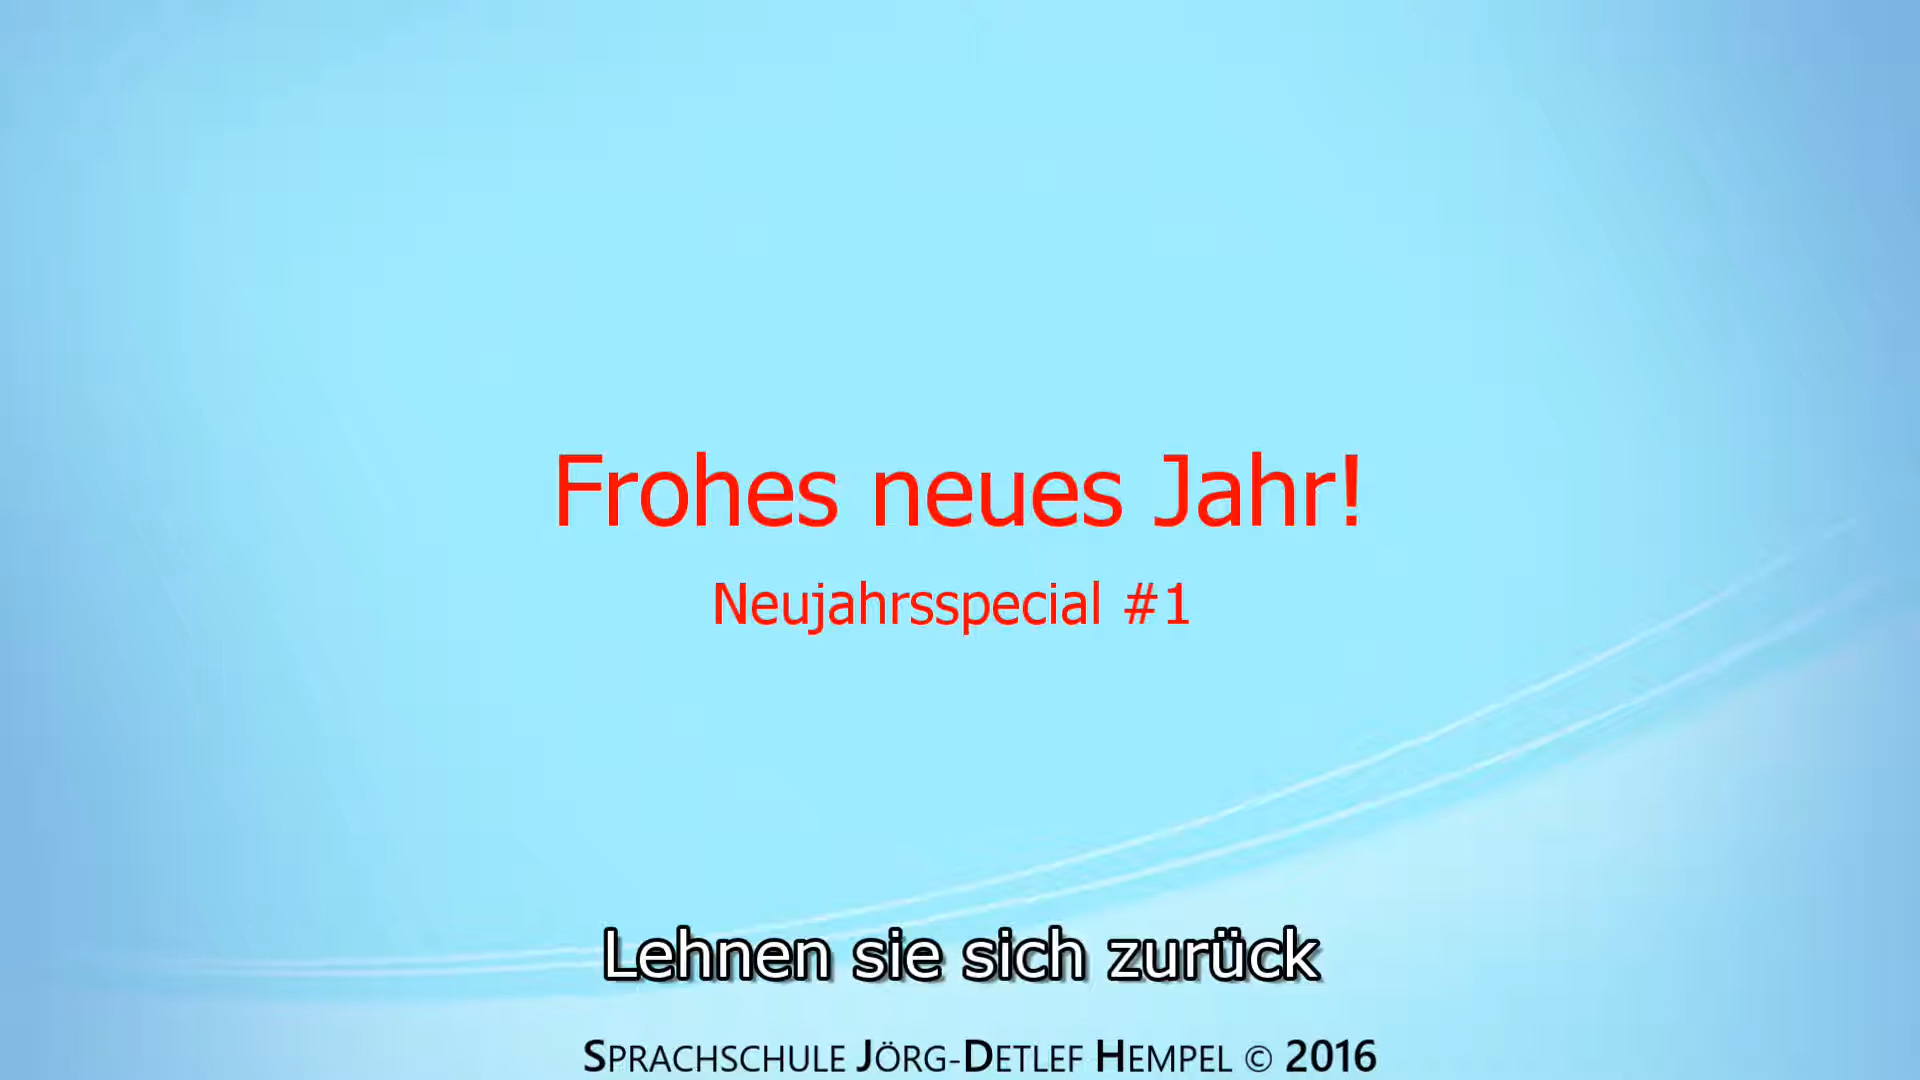 Frohes neues Jahr!
Neujahrsspecial #1
Lehnen sie sich zurück
SPRACHSCHULE JÖRG-DETLEF HEMPEL © 2016